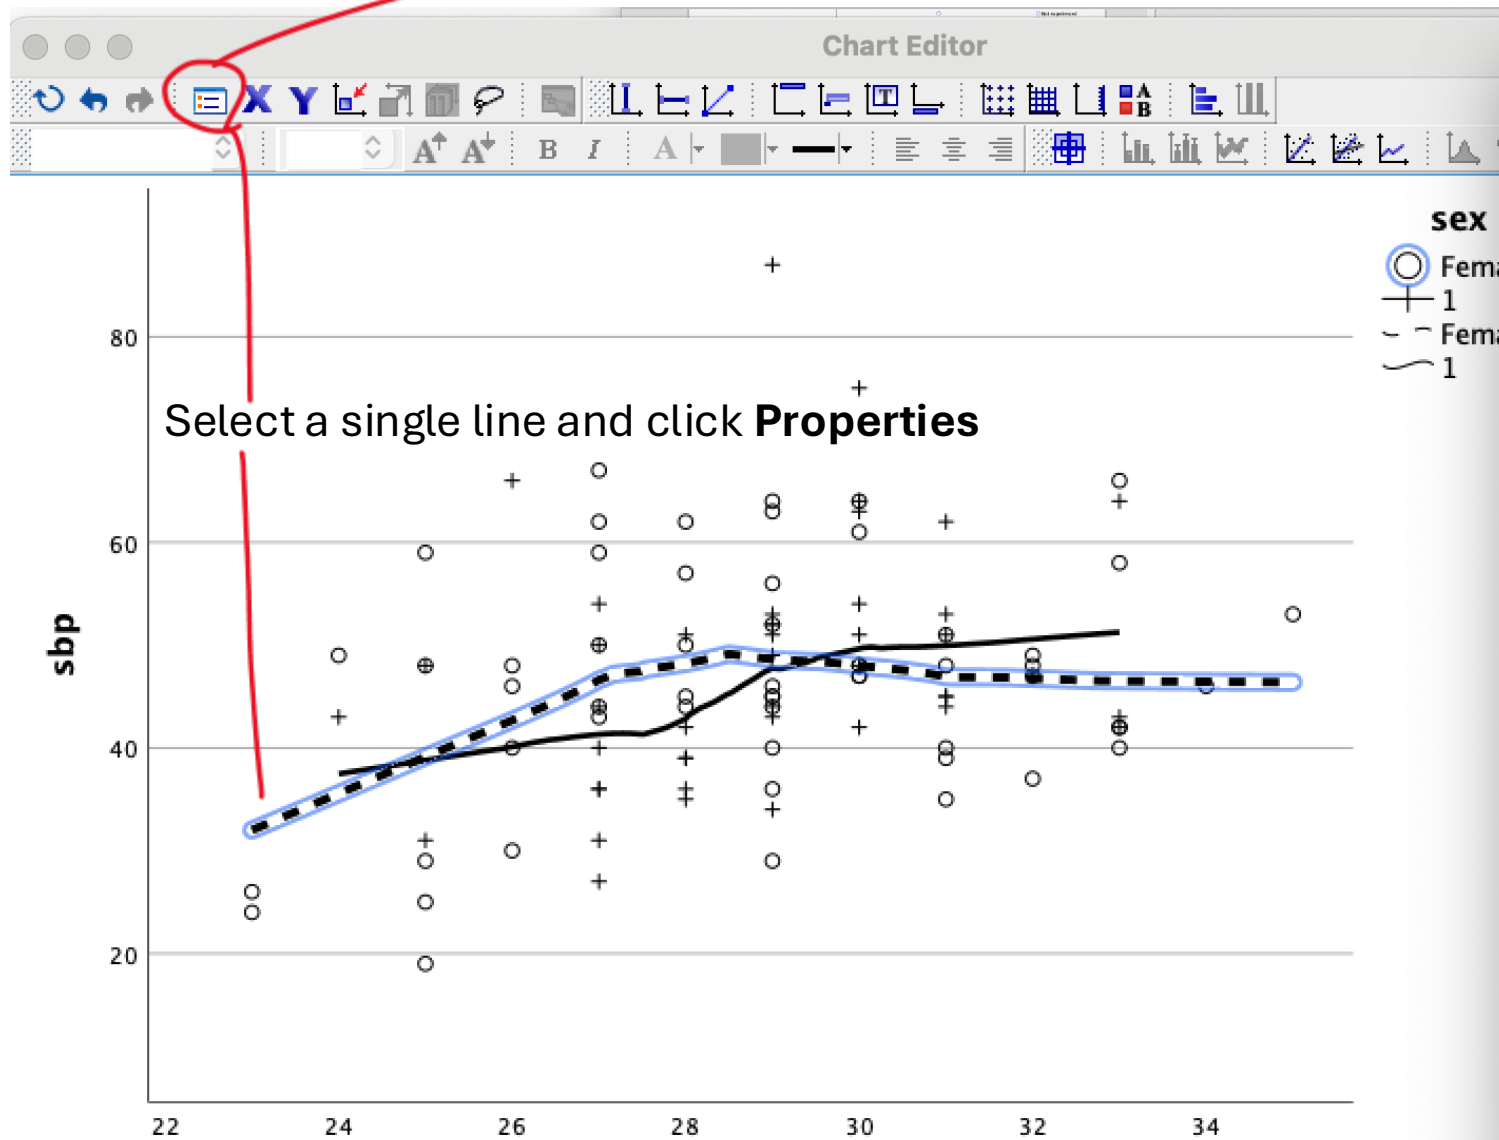 Chart Editor
X Y T A B
A A B I A
sex
Fema
1
Fema
1
80
Select a single line and click Properties
60
sbp
40
20
22 24 26 28 30 32 34